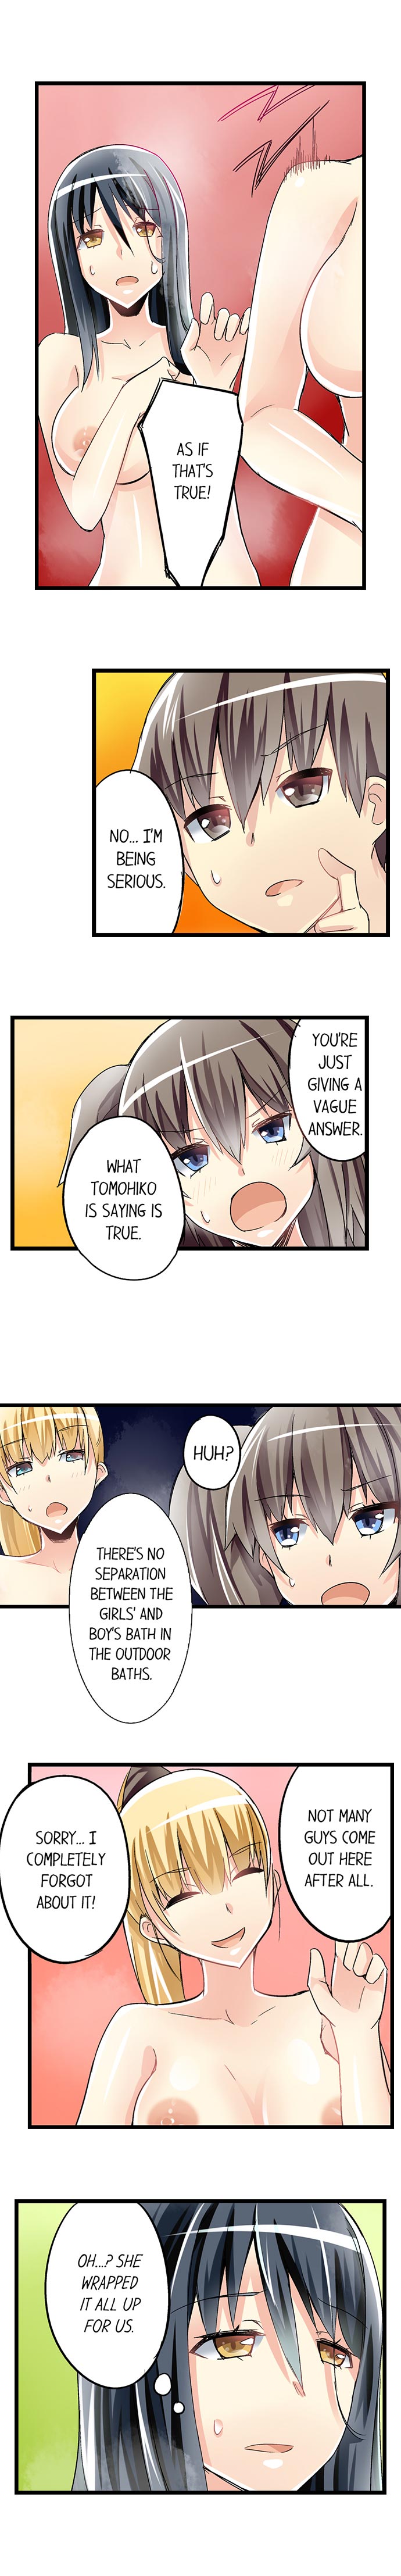 AS IF
THAT'S
TRUE!
NO... I'M
BEING
SERIOUS.
YOU'RE
JUST
GIVING A
VAGUE
ANSWER.
WHAT
TOMOHIKO
IS SAYING IS
TRUE.
HUH?
THERE'S NO
SEPARATION
BETWEEN THE
GIRLS' AND
BOY'S BATH IN
THE OUTDOOR
BATHS.
NOT MANY
GUYS COME
OUT HERE
AFTER ALL.
SORRY... I
COMPLETELY
FORGOT
ABOUT IT!
OH...? SHE
WRAPPED
IT ALL UP
FOR US.